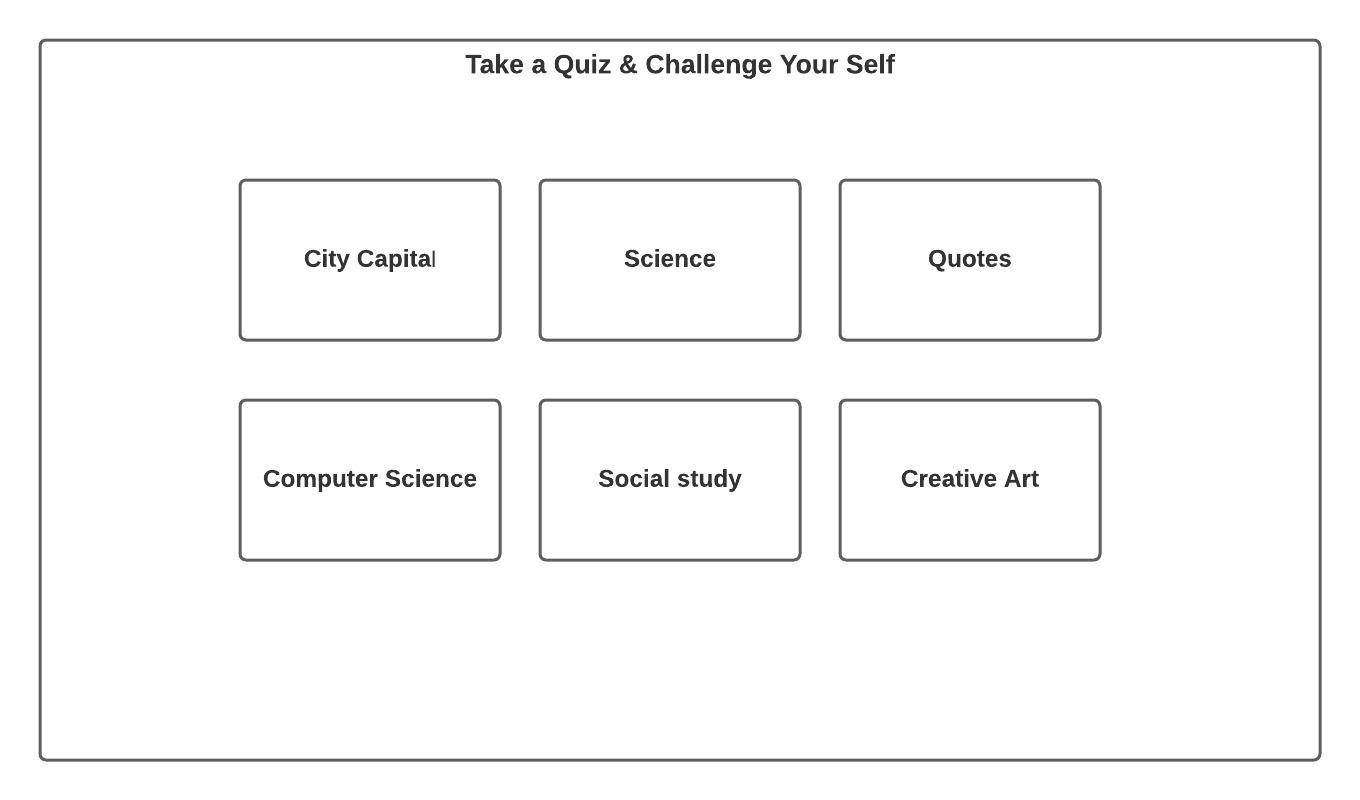 Take a Quiz & Challenge Your Self
City Capital
Science
Quotes
Computer Science
Social study
Creative Art